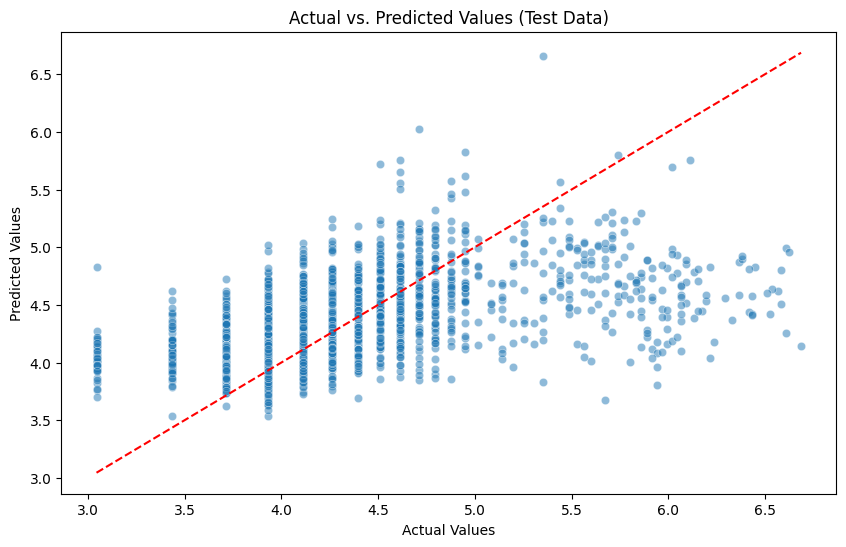 Actual vs. Predicted Values (Test Data)
Predicted Values
6.5
6.0
5.5
5.0
4.5
4.0
3.5
3.0
3.0 3.5 4.0 4.5 5.0 5.5 6.0 6.5
Actual Values